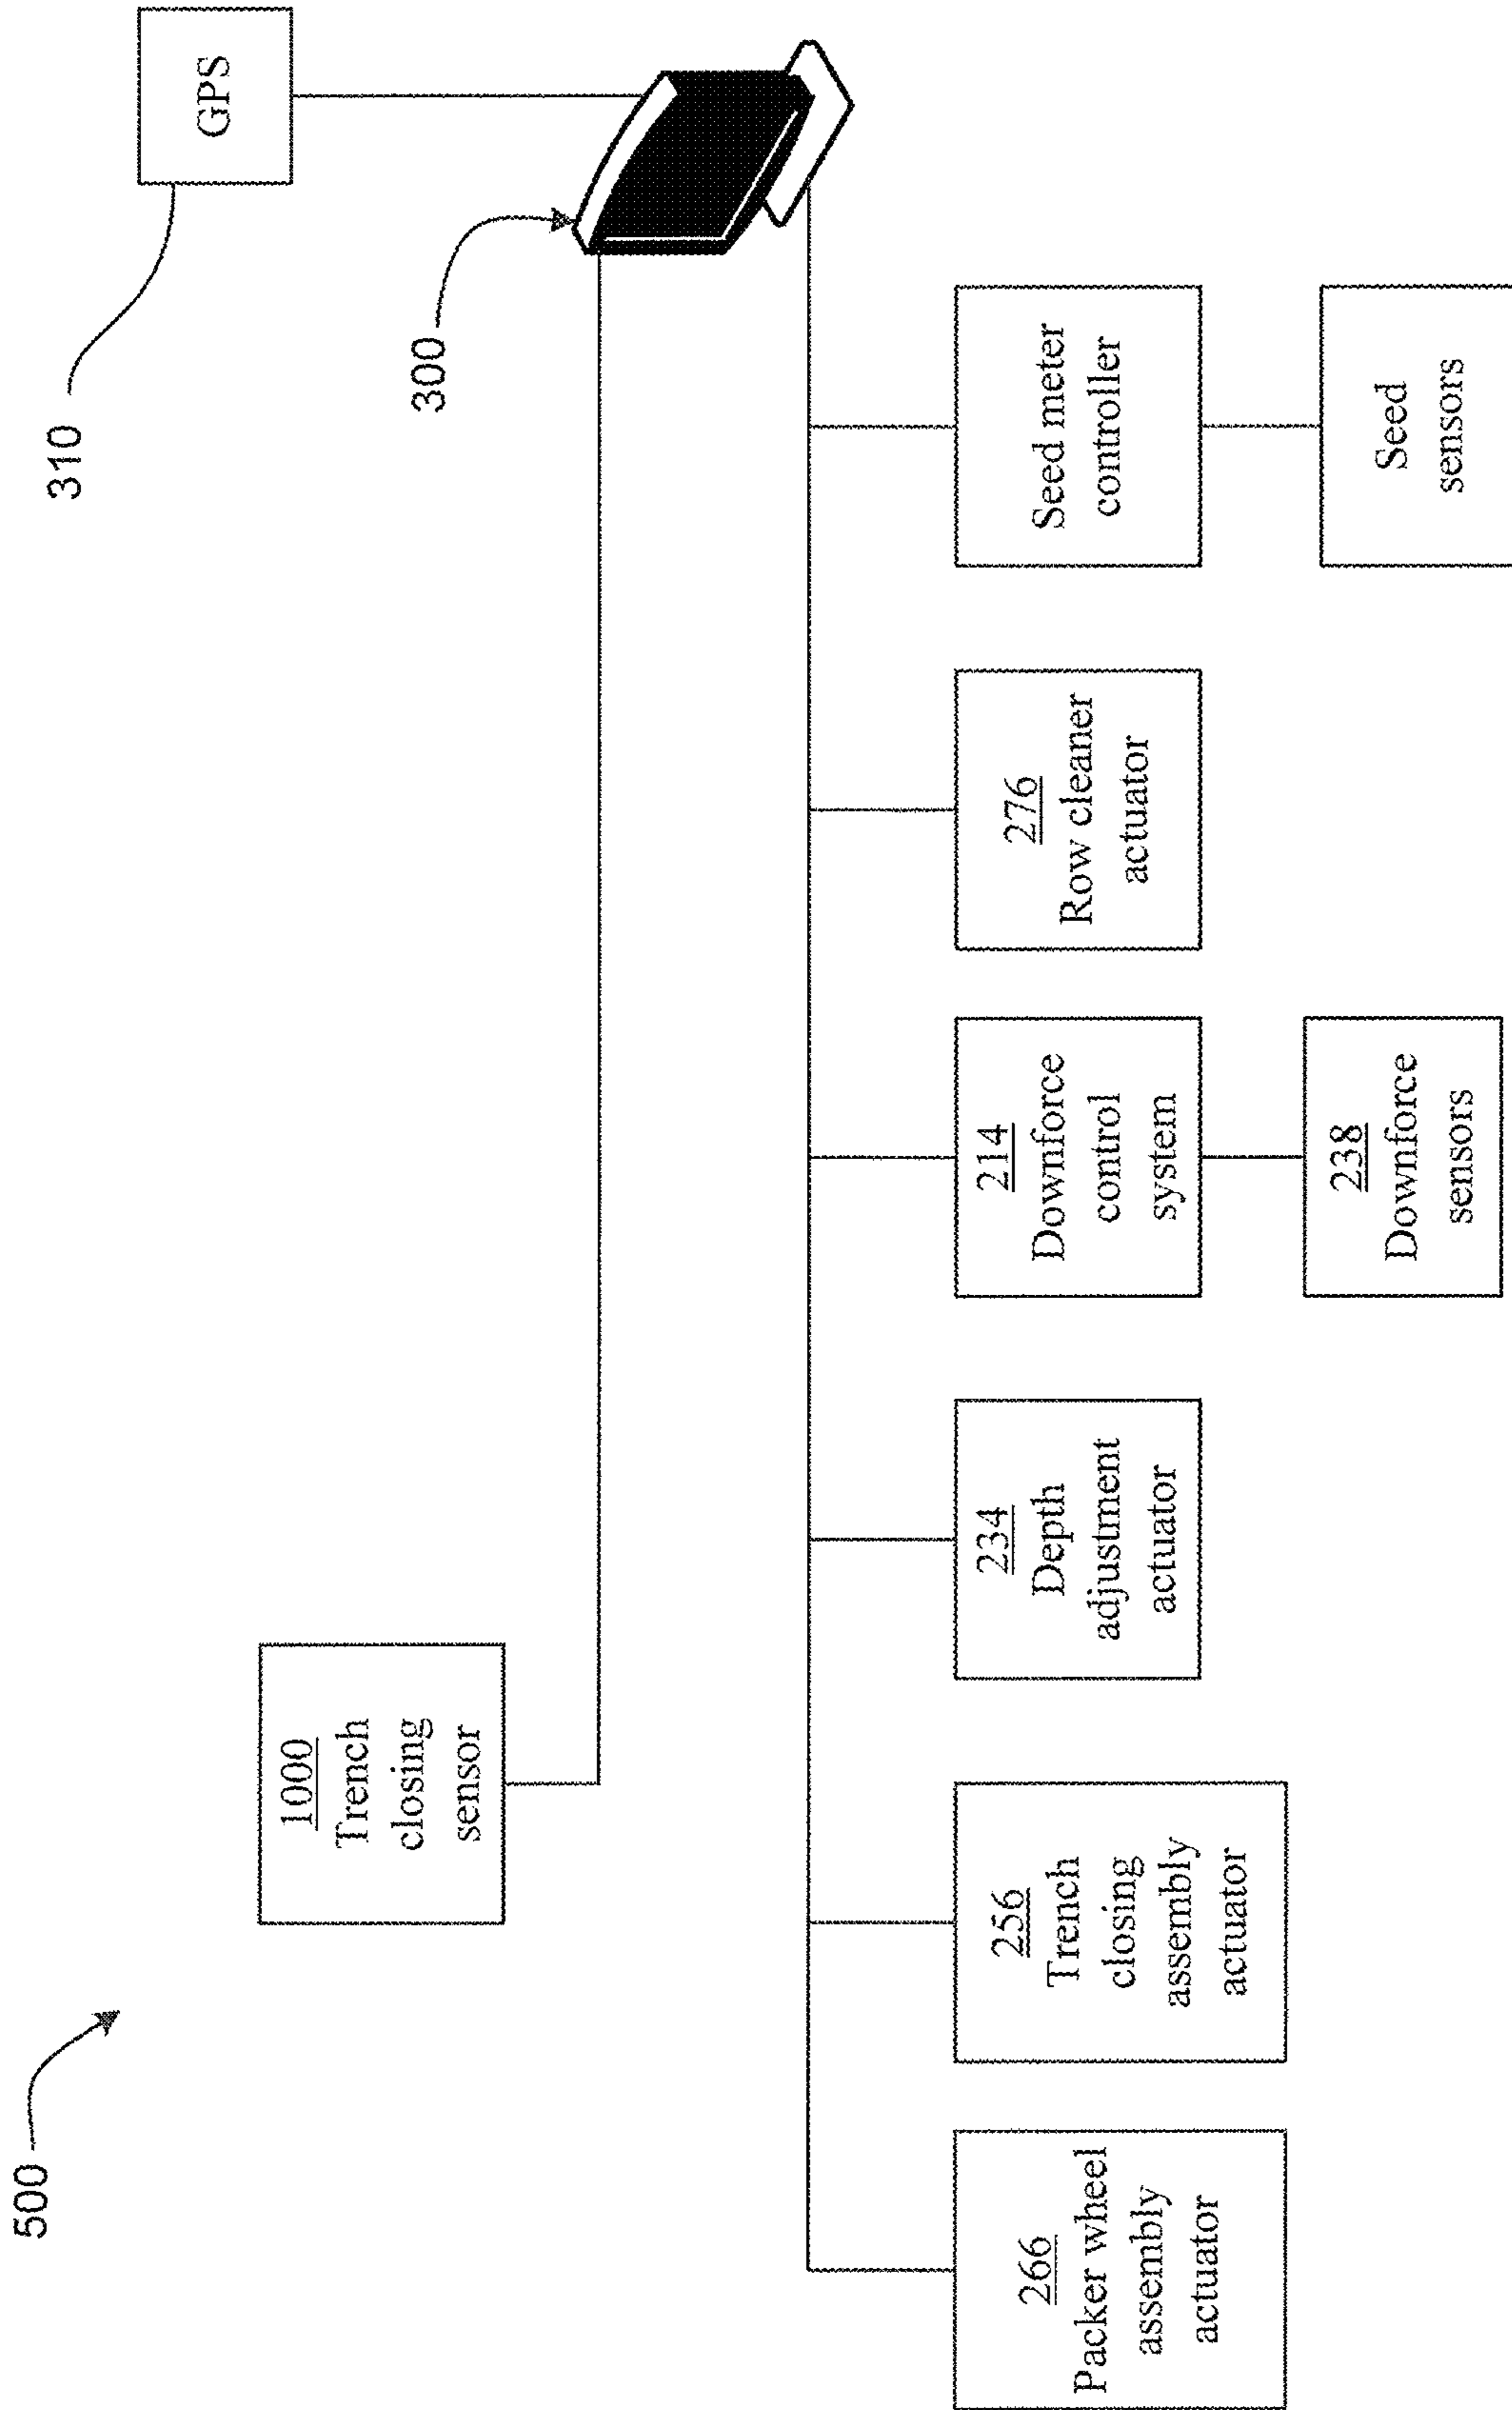 500
1000
Trench
closing
sensor
310
GPS
300
266
Packer wheel
assembly
actuator
256
Trench
closing
assembly
actuator
234
Depth
adjustment
actuator
214
Downforce
control
system
276
Row cleaner
actuator
Seed meter
controller
238
Downforce
sensors
Seed
sensors